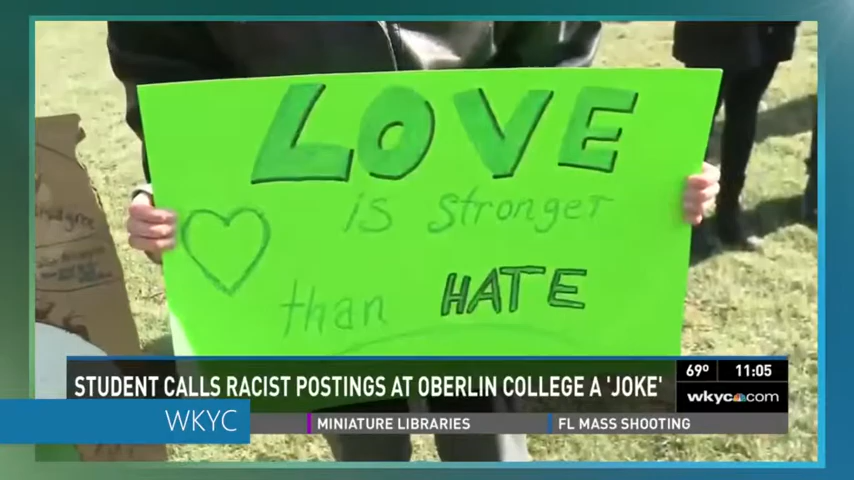 LOVE
is stronger
than HATE
STUDENT CALLS RACIST POSTINGS AT OBERLIN COLLEGE A 'JOKE'
69º 11:05
wkyc.com
WKYC
MINIATURE LIBRARIES FL MASS SHOOTING